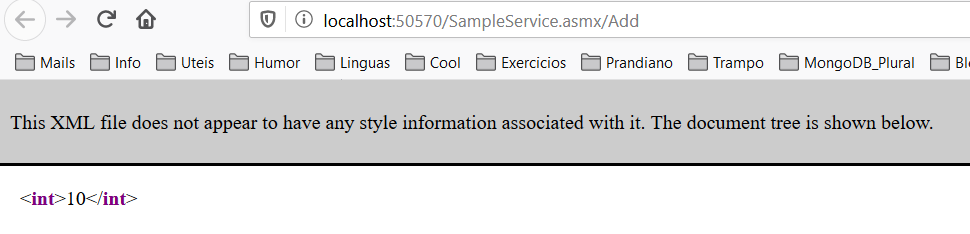 localhost:50570/SampleService.asmx/Add
Mails Info Uteis Humor Linguas Cool Exercicios Prandiano Trampo MongoDB_Plural Bl
This XML file does not appear to have any style information associated with it. The document tree is shown below.
<int>10</int>